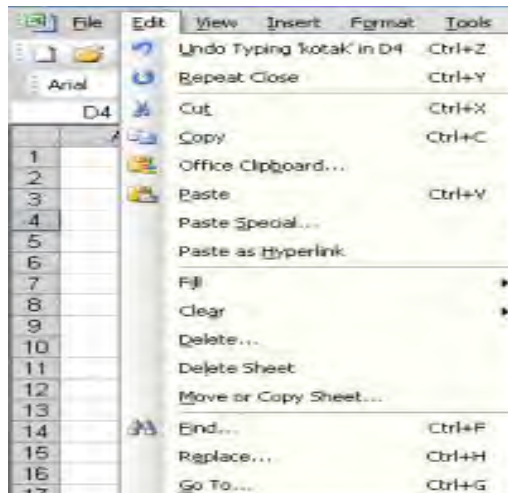 File Edit View Insert Format Tools
Undo Typing 'kotak' in D4 Ctrl+Z
Arial
Repeat Close Ctrl+Y
D4
Cut Ctrl+X
Copy Ctrl+C
1
Office Clipboard...
2
3
Paste Ctrl+V
4
Paste Special...
5
Paste as Hyperlink
6
7
Fill
8
Clear
9
10
Delete...
11
Delete Sheet
12
Move or Copy Sheet...
13
14
Find... Ctrl+F
15
Replace... Ctrl+H
16
Go To... Ctrl+G
17